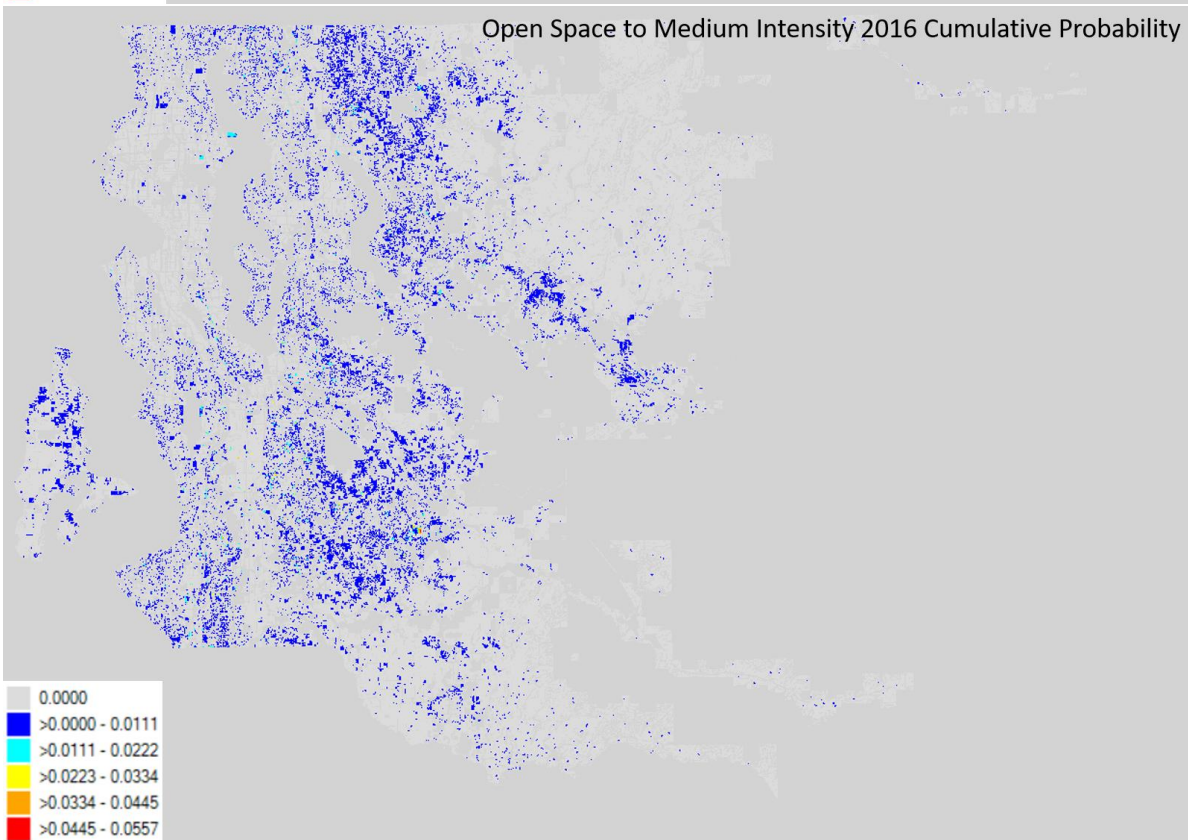 Open Space to Medium Intensity 2016 Cumulative Probability
0.0000
>0.0000 - 0.0111
>0.0111 - 0.0222
>0.0223 - 0.0334
>0.0334 - 0.0445
>0.0445 - 0.0557